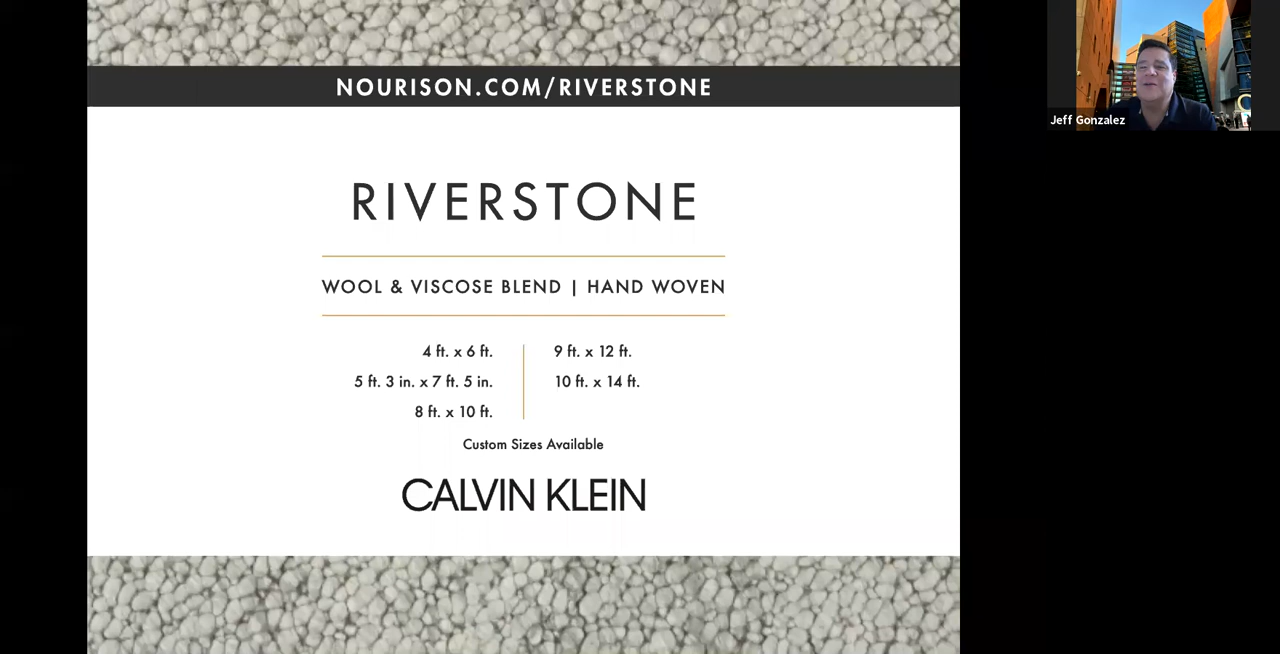 NOURISON.COM/RIVERSTONE
RIVERSTONE
WOOL & VISCOSE BLEND | HAND WOVEN
4 ft. x 6 ft.
5 ft. 3 in. x 7 ft. 5 in.
8 ft. x 10 ft.
9 ft. x 12 ft.
10 ft. x 14 ft.
Custom Sizes Available
CALVIN KLEIN
Jeff Gonzalez